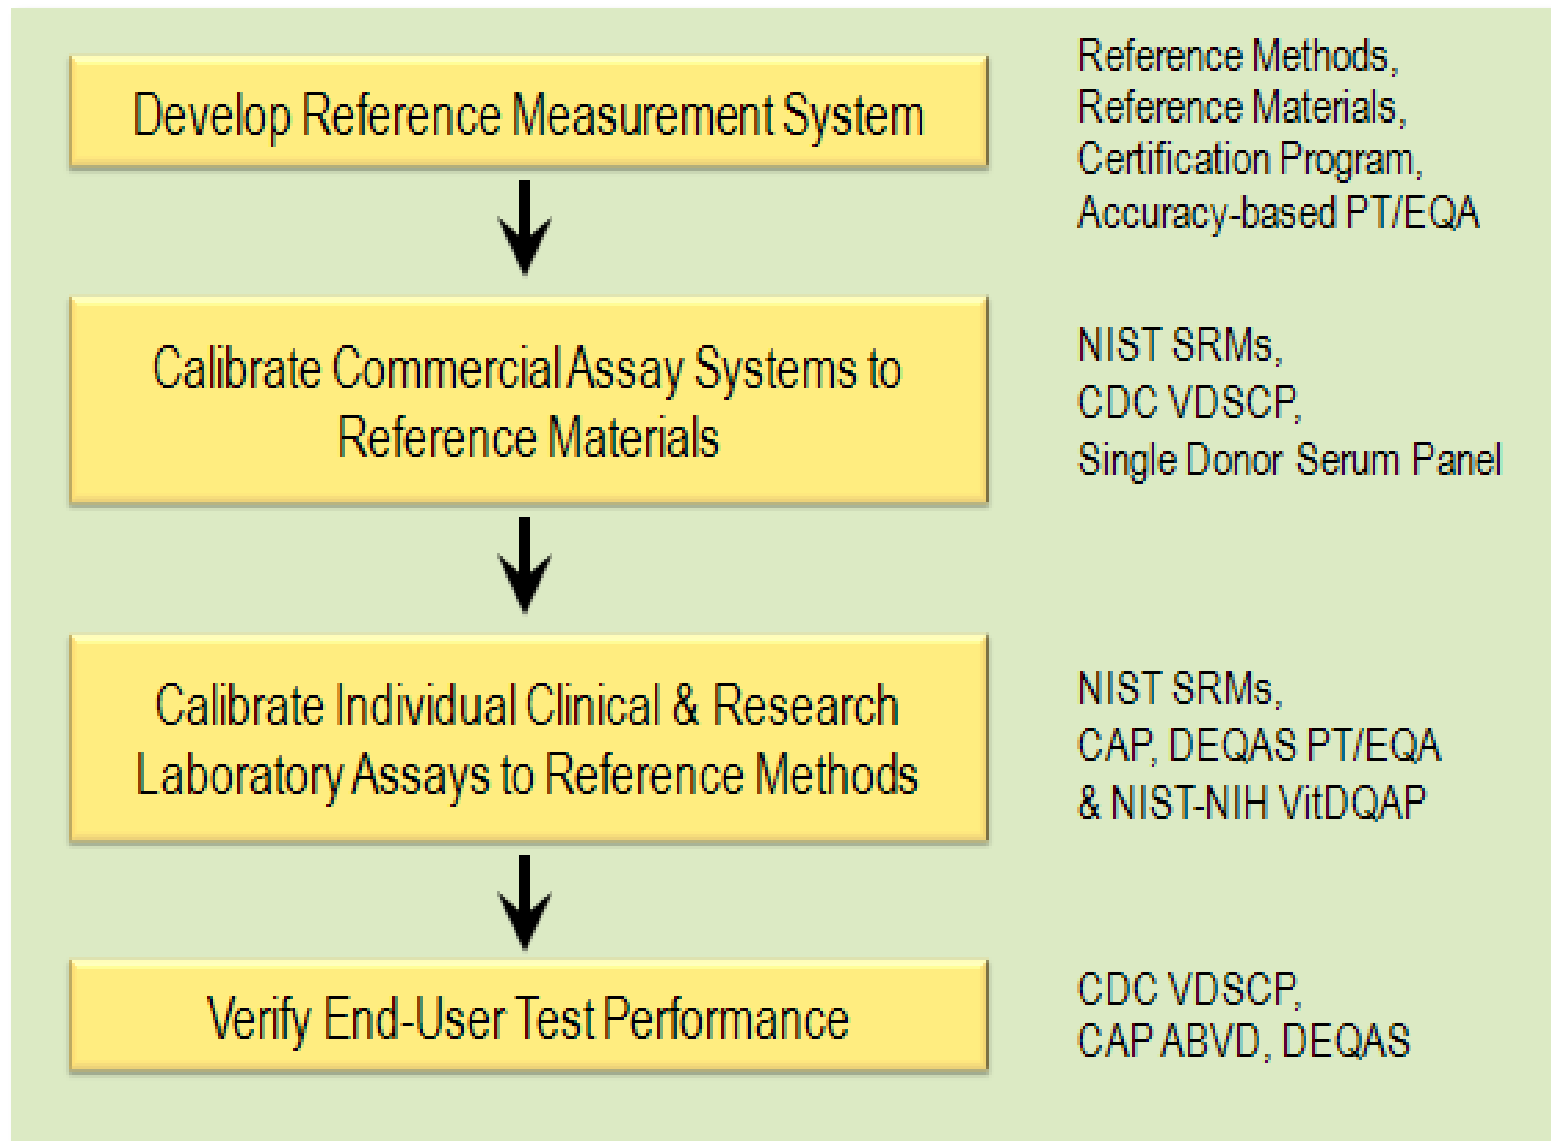 Develop Reference Measurement System
Reference Methods,
Reference Materials,
Certification Program,
Accuracy-based PT/EQA
Calibrate Commercial Assay Systems to
Reference Materials
NIST SRMs,
CDC VDSCP,
Single Donor Serum Panel
Calibrate Individual Clinical & Research
Laboratory Assays to Reference Methods
NIST SRMs,
CAP, DEQAS PT/EQA
& NIST-NIH VitDQAP
Verify End-User Test Performance
CDC VDSCP,
CAP ABVD, DEQAS